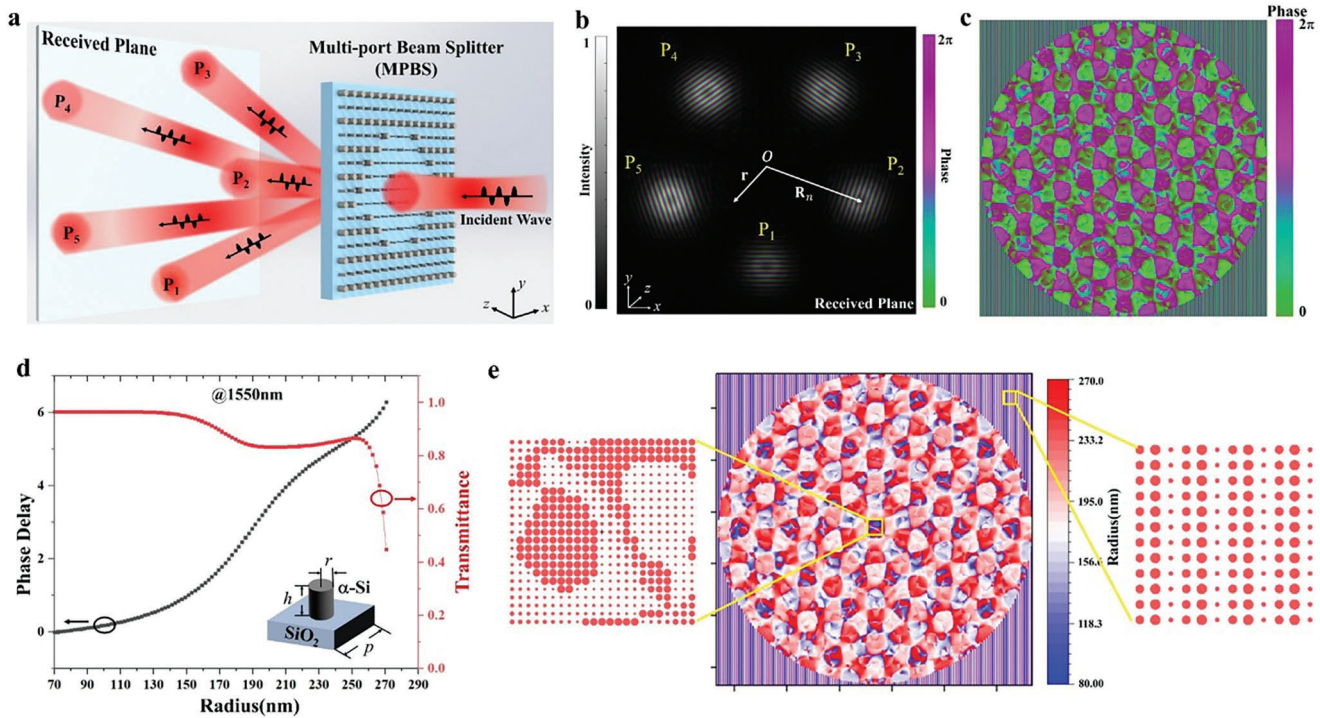 a
Received Plane
Multi-port Beam Splitter
(MPBS)
P3
P4
P2
P5
P1
Incident Wave
y
z
x
b
1
Intensity
0
P4
P3
O
P5
r
Rn
P2
P1
y
z
x
Received Plane
2π
Phase
0
c
Phase
2π
0
d
@1550nm
6
4
2
0
Phase Delay
1.0
0.8
0.6
0.4
0.2
0.0
Transmittance
r
h
α-Si
SiO2
p
70 90 110 130 150 170 190 210 230 250 270 290
Radius(nm)
e
270.0
233.2
195.0
156.6
118.3
80.00
Radius(nm)